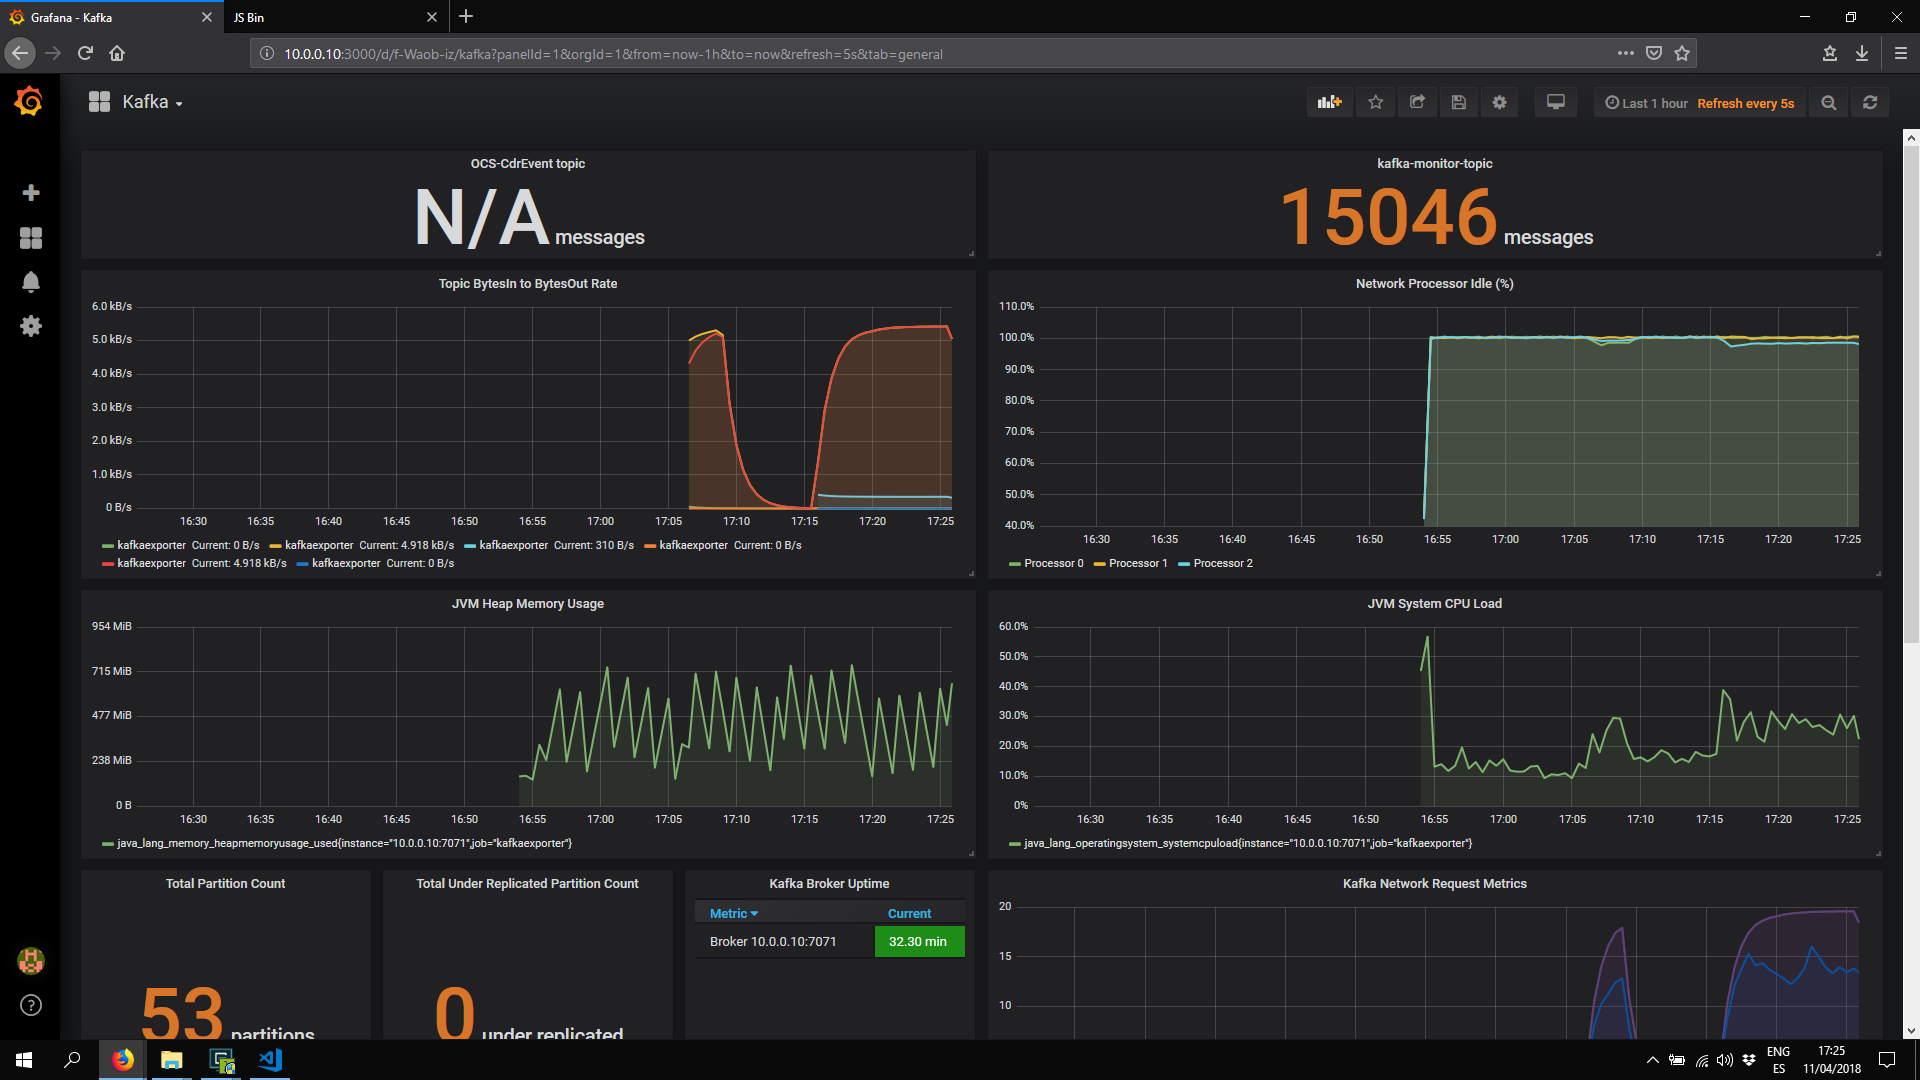 Grafana - Kafka
JS Bin
10.0.0.10:3000/d/f-Waob-iz/kafka?panelId=1&orgId=1&from=now-1h&to=now&refresh=5s&tab=general
Kafka
Last 1 hour Refresh every 5s
OCS-CdrEvent topic
N/A messages
kafka-monitor-topic
15046 messages
Topic BytesIn to BytesOut Rate
6.0 kB/s
5.0 kB/s
4.0 kB/s
3.0 kB/s
2.0 kB/s
1.0 kB/s
0 B/s
16:30 16:35 16:40 16:45 16:50 16:55 17:00 17:05 17:10 17:15 17:20 17:25
kafkaexporter Current: 0 B/s kafkaexporter Current: 4.918 kB/s kafkaexporter Current: 310 B/s kafkaexporter Current: 0 B/s
kafkaexporter Current: 4.918 kB/s kafkaexporter Current: 0 B/s
Network Processor Idle (%)
110.0%
100.0%
90.0%
80.0%
70.0%
60.0%
50.0%
40.0%
16:30 16:35 16:40 16:45 16:50 16:55 17:00 17:05 17:10 17:15 17:20 17:25
Processor 0 Processor 1 Processor 2
JVM Heap Memory Usage
954 MiB
715 MiB
477 MiB
238 MiB
0 B
16:30 16:35 16:40 16:45 16:50 16:55 17:00 17:05 17:10 17:15 17:20 17:25
java_lang_memory_heapmemoryusage_used{instance="10.0.0.10:7071",job="kafkaexporter"}
JVM System CPU Load
60.0%
50.0%
40.0%
30.0%
20.0%
10.0%
0%
16:30 16:35 16:40 16:45 16:50 16:55 17:00 17:05 17:10 17:15 17:20 17:25
java_lang_operatingsystem_systemcpuload{instance="10.0.0.10:7071",job="kafkaexporter"}
Total Partition Count
53 partitions
Total Under Replicated Partition Count
0 under replicated
Kafka Broker Uptime
Metric Current
Broker 10.0.0.10:7071 32.30 min
Kafka Network Request Metrics
20
15
10
ENG
ES
17:25
11/04/2018